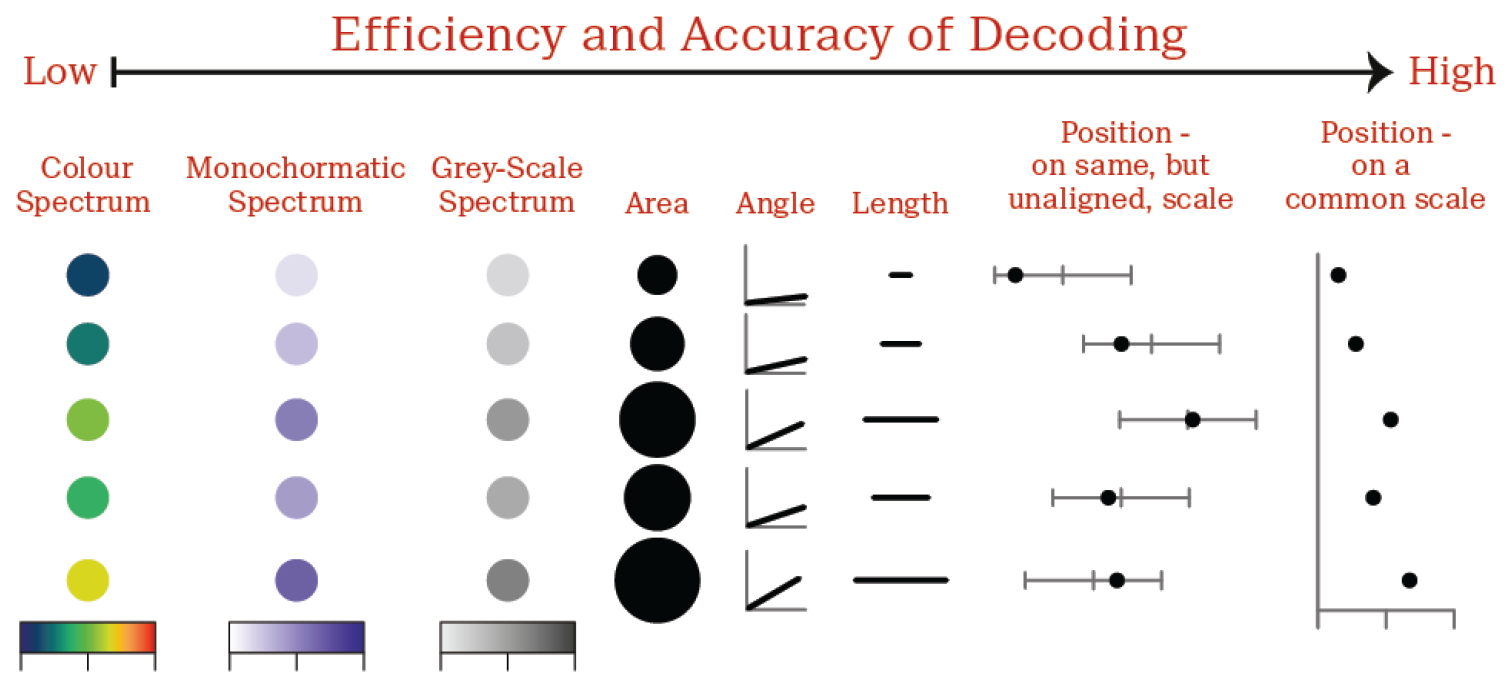 Efficiency and Accuracy of Decoding
Low
High
Colour
Spectrum
Monochormatic
Spectrum
Grey-Scale
Spectrum
Area
Angle
Length
Position -
on same, but
unaligned, scale
Position -
on a
common scale